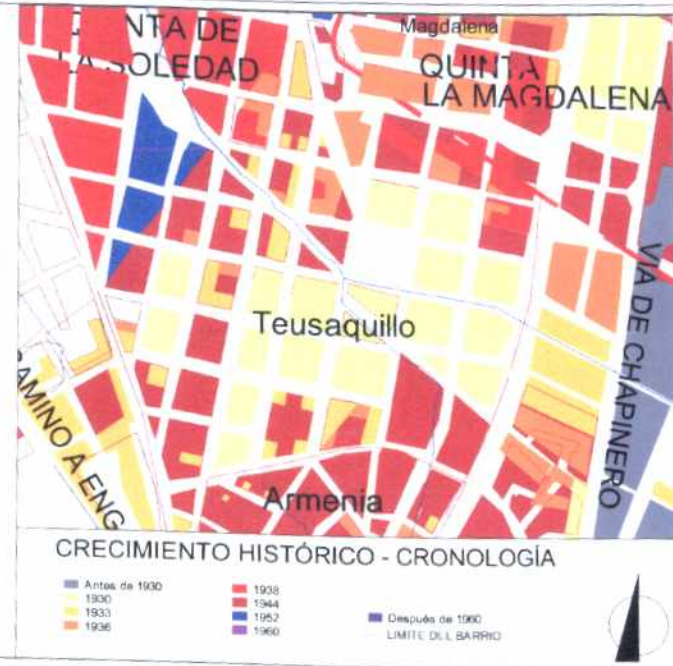 Magdalena
NTA DE
LA SOLEDAD
QUINTA
LA MAGDALENA
VIA DE CHAPINERO
Teusaquillo
CAMINO A ENG
Armenia
CRECIMIENTO HISTÓRICO - CRONOLOGÍA
Antes de 1930
1930
1933
1936
1938
1944
1952
1960
Después de 1960
LIMITE DEL BARRIO